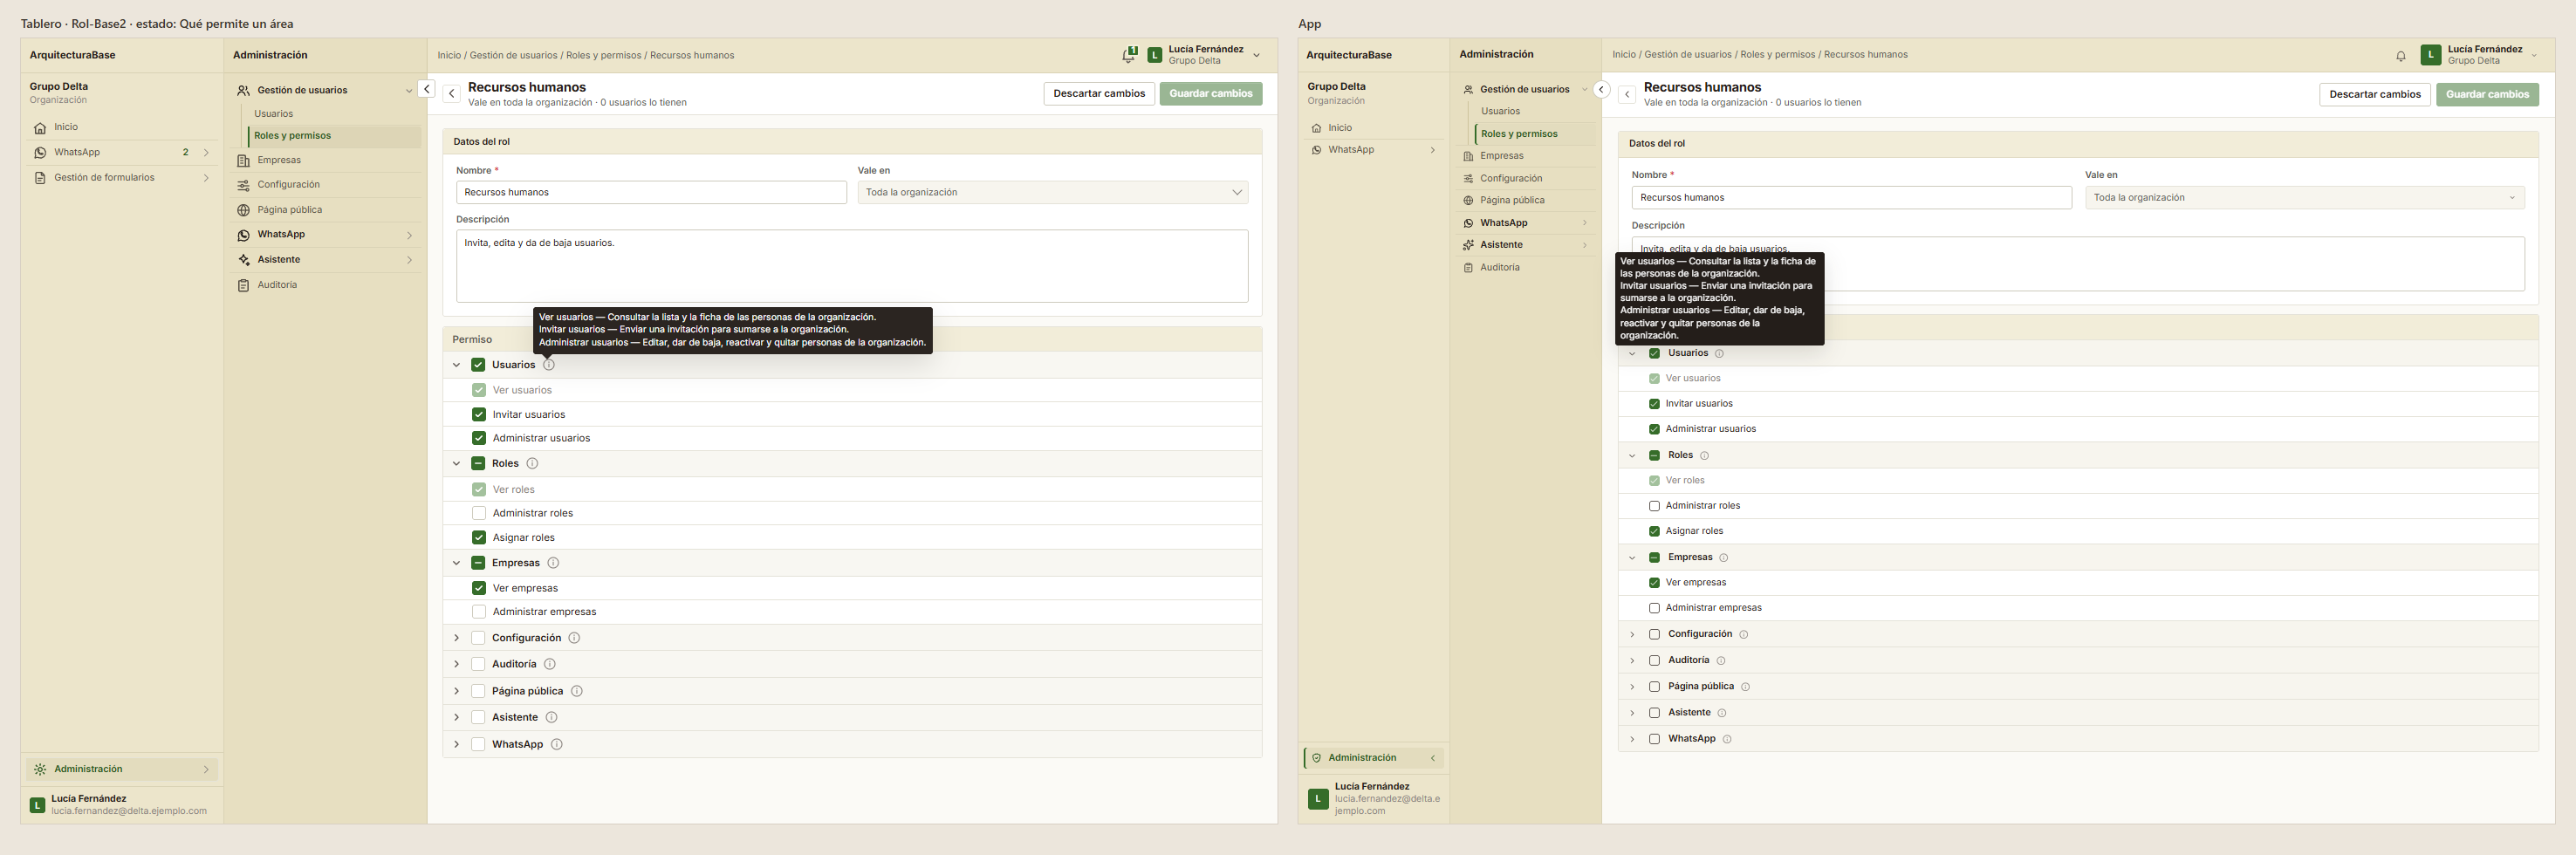 Tablero · Rol-Base2 · estado: Qué permite un área
ArquitecturaBase
Grupo Delta
Organización
Inicio
WhatsApp 2
Gestión de formularios
Administración
L
Lucía Fernández
lucia.fernandez@delta.ejemplo.com
Administración
Gestión de usuarios
Usuarios
Roles y permisos
Empresas
Configuración
Página pública
WhatsApp
Asistente
Auditoría
Inicio / Gestión de usuarios / Roles y permisos / Recursos humanos
1
L
Lucía Fernández
Grupo Delta
Recursos humanos
Vale en toda la organización · 0 usuarios lo tienen
Descartar cambios
Guardar cambios
Datos del rol
Nombre *
Recursos humanos
Vale en
Toda la organización
Descripción
Invita, edita y da de baja usuarios.
Ver usuarios — Consultar la lista y la ficha de las personas de la organización.
Invitar usuarios — Enviar una invitación para sumarse a la organización.
Administrar usuarios — Editar, dar de baja, reactivar y quitar personas de la organización.
Permiso
Usuarios
Ver usuarios
Invitar usuarios
Administrar usuarios
Roles
Ver roles
Administrar roles
Asignar roles
Empresas
Ver empresas
Administrar empresas
Configuración
Auditoría
Página pública
Asistente
WhatsApp
App
ArquitecturaBase
Grupo Delta
Organización
Inicio
WhatsApp
Administración
L
Lucía Fernández
lucia.fernandez@delta.e
jemplo.com
Administración
Gestión de usuarios
Usuarios
Roles y permisos
Empresas
Configuración
Página pública
WhatsApp
Asistente
Auditoría
Inicio / Gestión de usuarios / Roles y permisos / Recursos humanos
L
Lucía Fernández
Grupo Delta
Recursos humanos
Vale en toda la organización · 0 usuarios lo tienen
Descartar cambios
Guardar cambios
Datos del rol
Nombre *
Recursos humanos
Vale en
Toda la organización
Descripción
Invita, edita y da de baja usuarios.
Ver usuarios — Consultar la lista y la ficha de
las personas de la organización.
Invitar usuarios — Enviar una invitación para
sumarse a la organización.
Administrar usuarios — Editar, dar de baja,
reactivar y quitar personas de la
organización.
Usuarios
Ver usuarios
Invitar usuarios
Administrar usuarios
Roles
Ver roles
Administrar roles
Asignar roles
Empresas
Ver empresas
Administrar empresas
Configuración
Auditoría
Página pública
Asistente
WhatsApp